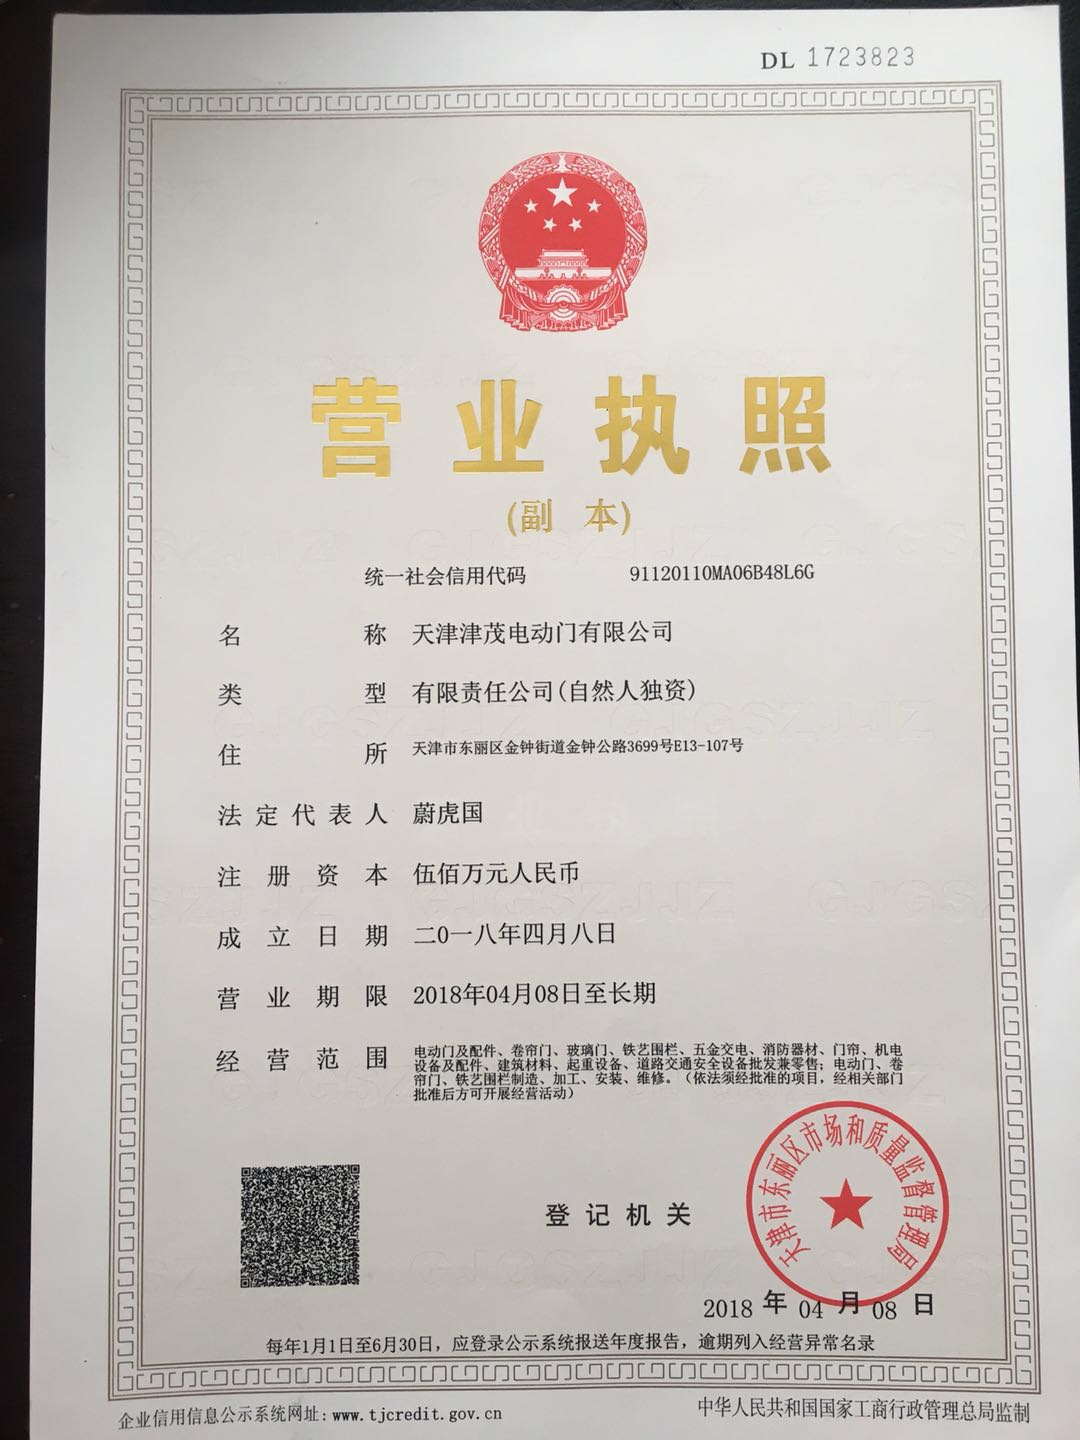 DL 1723823
营业执照
(副 本)
统一社会信用代码 91120110MA06B48L6G
名 称 天津津茂电动门有限公司
类 型 有限责任公司(自然人独资)
住 所 天津市东丽区金钟街道金钟公路3699号E13-107号
法定代表人 蔚虎国
注 册 资 本 伍佰万元人民币
成 立 日 期 二0一八年四月八日
营 业 期 限 2018年04月08日至长期
经 营 范 围 电动门及配件、卷帘门、玻璃门、铁艺围栏、五金交电、消防器材、门帘、机电
设备及配件、建筑材料、起重设备、道路交通安全设备批发兼零售；电动门、卷
帘门、铁艺围栏制造、加工、安装、维修。（依法须经批准的项目，经相关部门
批准后方可开展经营活动）
天津市东丽区市场和质量监督管理局
登 记 机 关
2018 年 04 月 08 日
每年1月1日至6月30日，应登录公示系统报送年度报告，逾期列入经营异常名录
企业信用信息公示系统网址: www.tjcredit.gov.cn 中华人民共和国国家工商行政管理总局监制